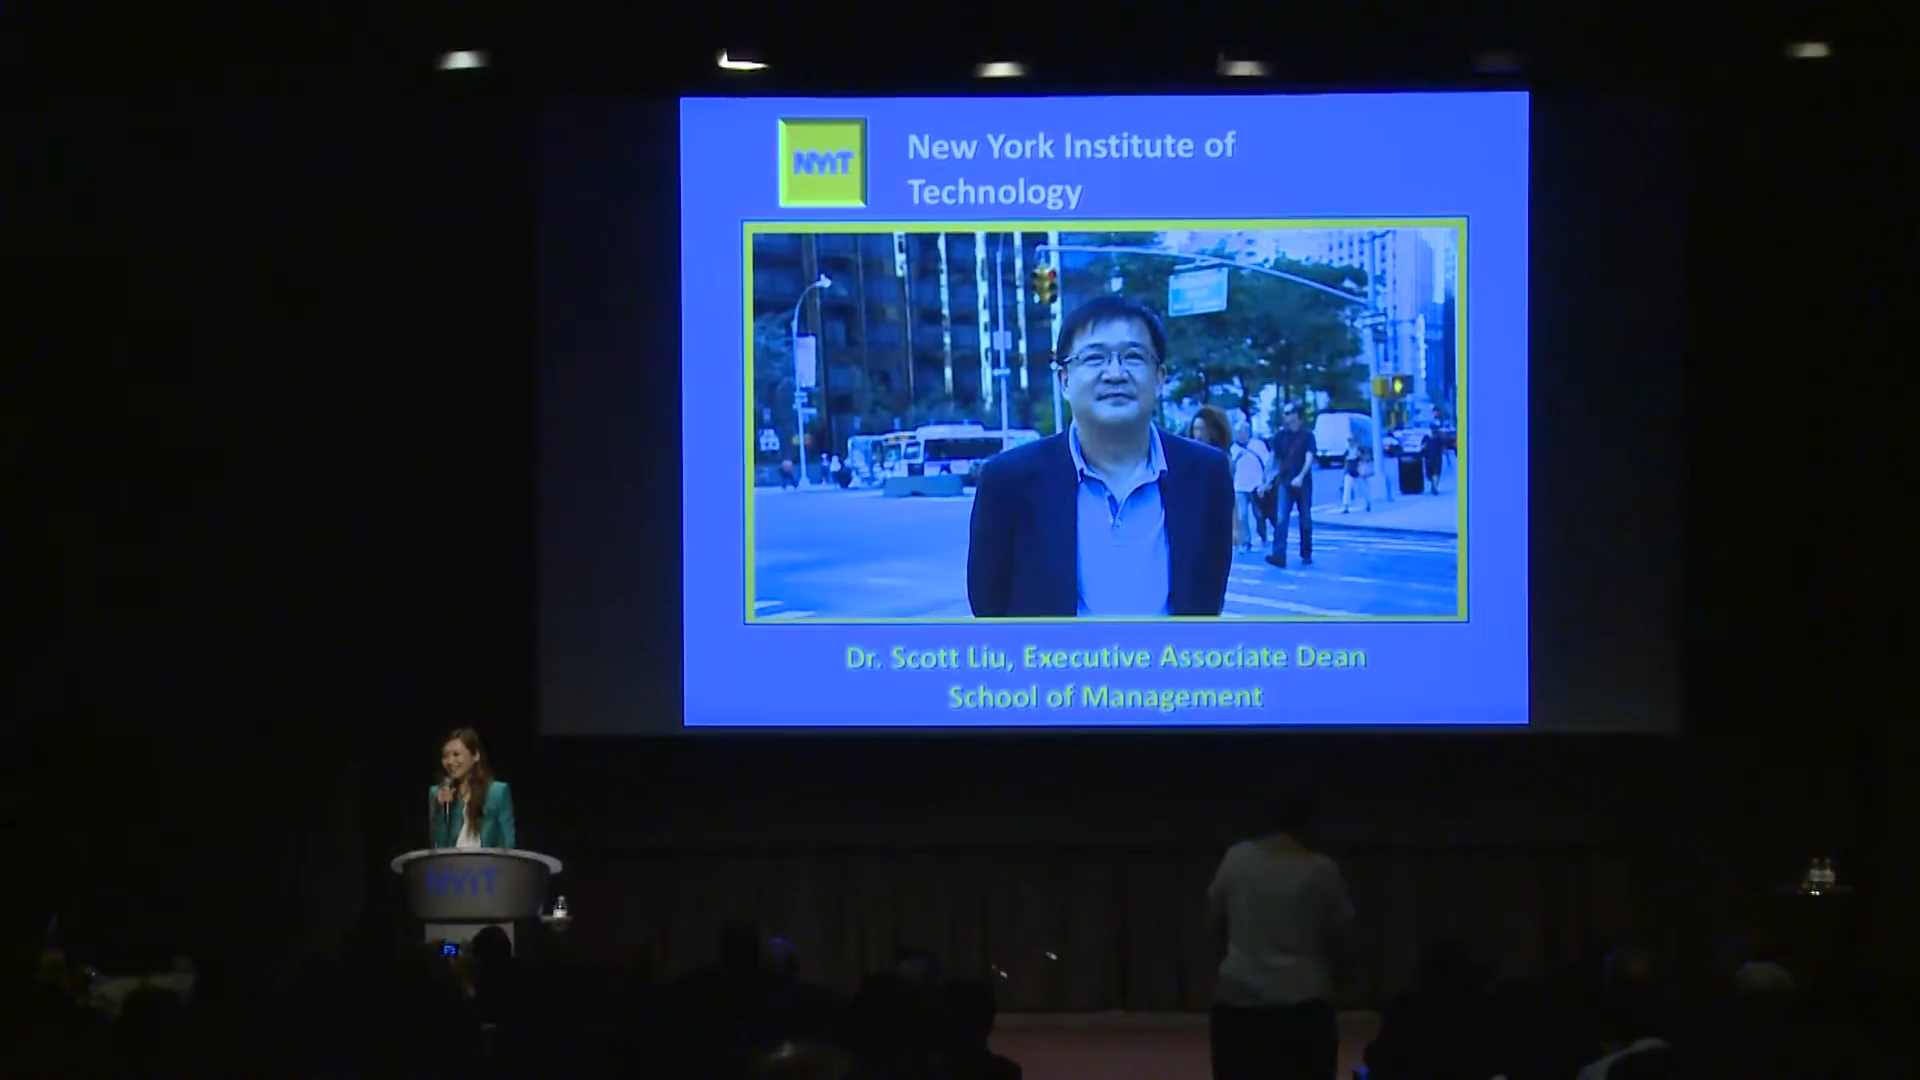 NYIT
New York Institute of
Technology
Dr. Scott Liu, Executive Associate Dean
School of Management
NYIT